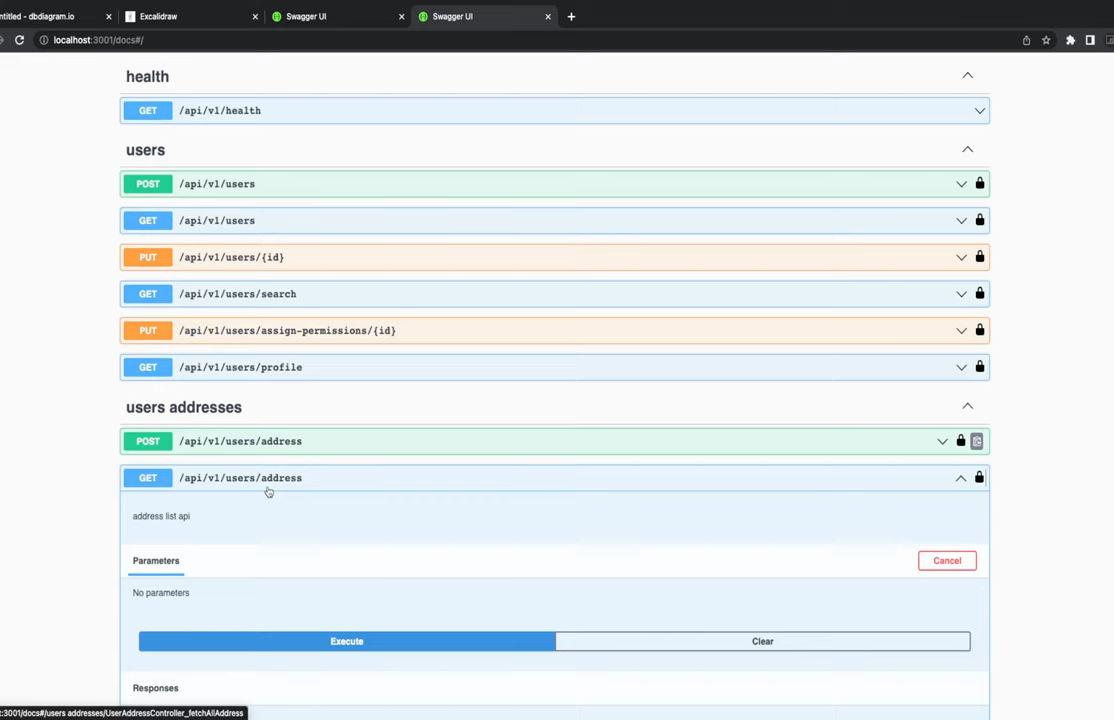 ntitled - dbdiagram.io
Excalidraw
Swagger UI
Swagger UI
localhost:3001/docs#/
health
GET /api/v1/health
users
POST /api/v1/users
GET /api/v1/users
PUT /api/v1/users/{id}
GET /api/v1/users/search
PUT /api/v1/users/assign-permissions/{id}
GET /api/v1/users/profile
users addresses
POST /api/v1/users/address
GET /api/v1/users/address
address list api
Parameters
Cancel
No parameters
Execute
Clear
Responses
t:3001/docs#/users addresses/UserAddressController_fetchAllAddress